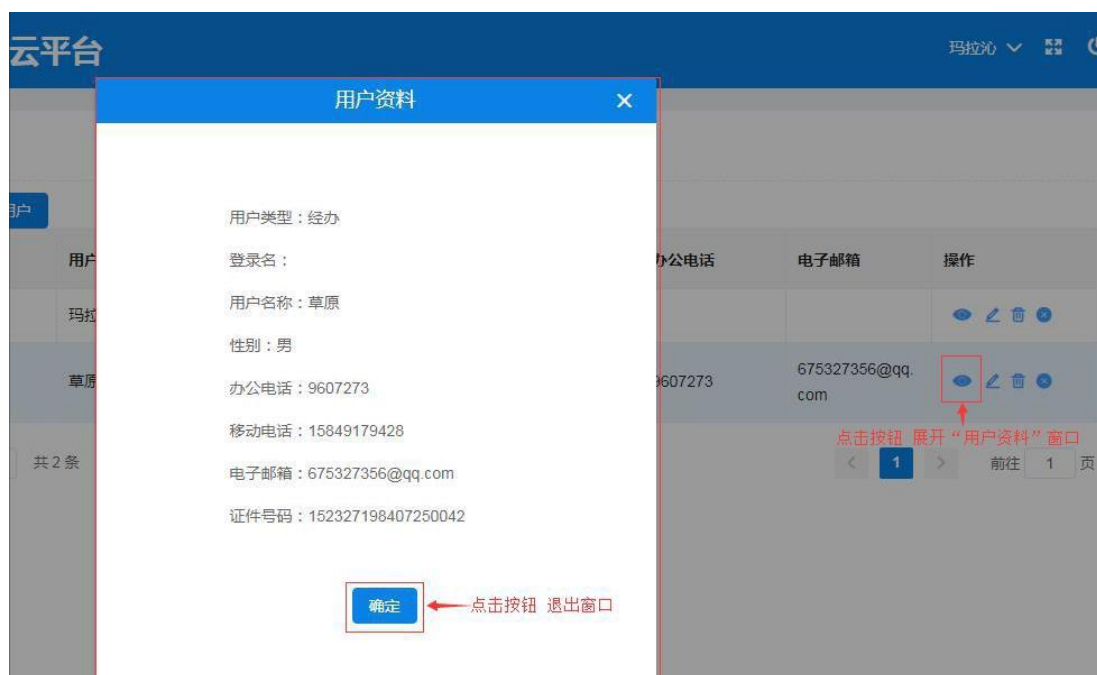 云平台
玛拉沁
用户资料
用户类型：经办
登录名：
用户名称：草原
性别：男
办公电话：9607273
移动电话：15849179428
电子邮箱：675327356@qq.com
证件号码：152327198407250042
确定
点击按钮 退出窗口
用户
用户
办公电话
电子邮箱
操作
玛拉
草原
9607273
675327356@qq.
com
点击按钮 展开“用户资料”窗口
共2条
1
前往 1 页